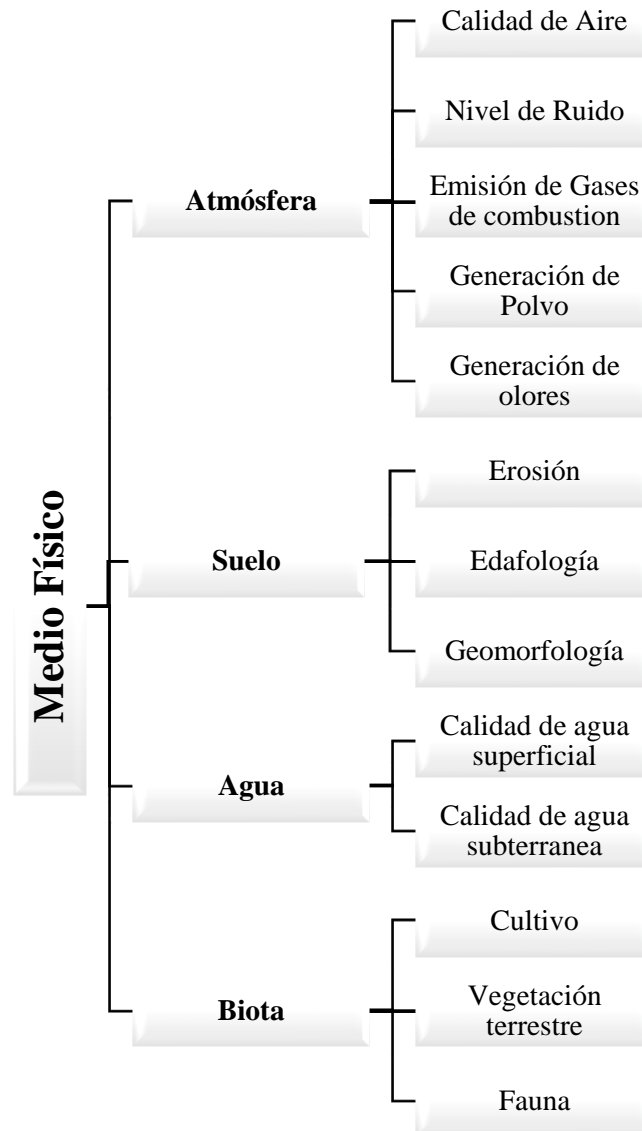 Medio Físico
Atmósfera
Calidad de Aire
Nivel de Ruido
Emisión de Gases
de combustion
Generación de
Polvo
Generación de
olores
Suelo
Erosión
Edafología
Geomorfología
Agua
Calidad de agua
superficial
Calidad de agua
subterranea
Biota
Cultivo
Vegetación
terrestre
Fauna